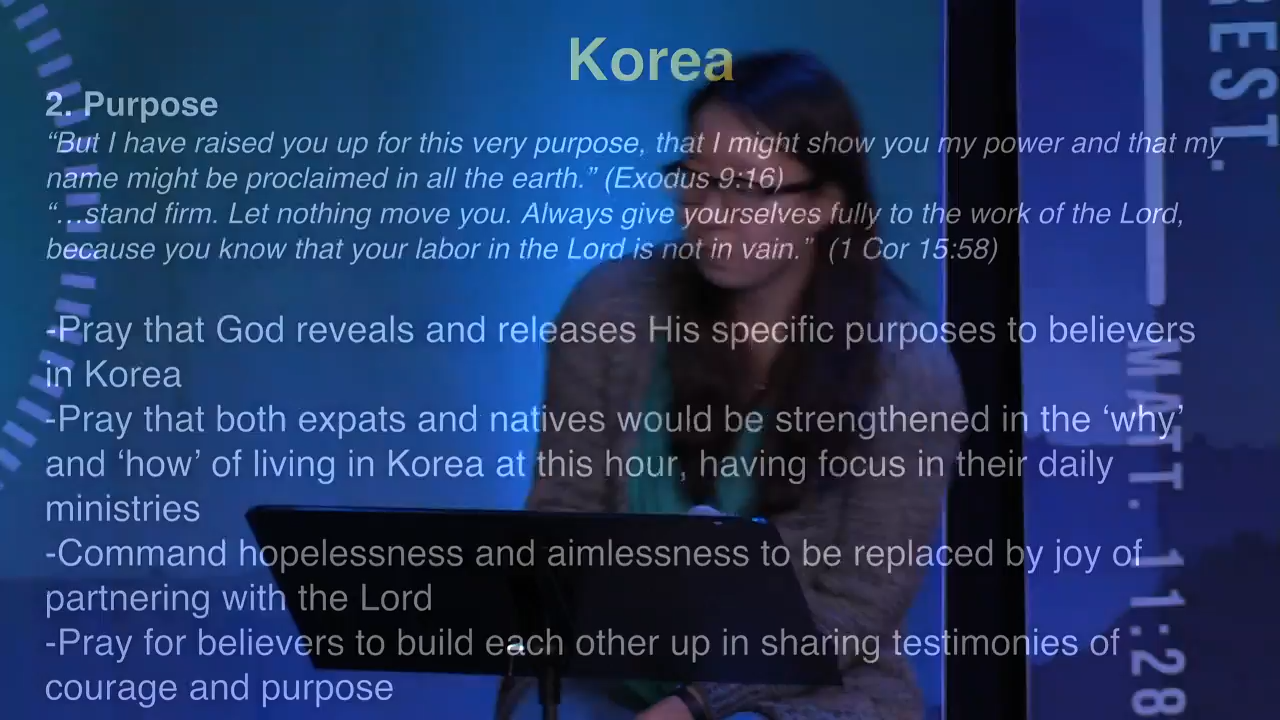 Korea
2. Purpose
“But I have raised you up for this very purpose, that I might show you my power and that my
name might be proclaimed in all the earth.” (Exodus 9:16)
“…stand firm. Let nothing move you. Always give yourselves fully to the work of the Lord,
because you know that your labor in the Lord is not in vain.” (1 Cor 15:58)
-Pray that God reveals and releases His specific purposes to believers
in Korea
-Pray that both expats and natives would be strengthened in the ‘why’
and ‘how’ of living in Korea at this hour, having focus in their daily
ministries
-Command hopelessness and aimlessness to be replaced by joy of
partnering with the Lord
-Pray for believers to build each other up in sharing testimonies of
courage and purpose
MATT. 11:28